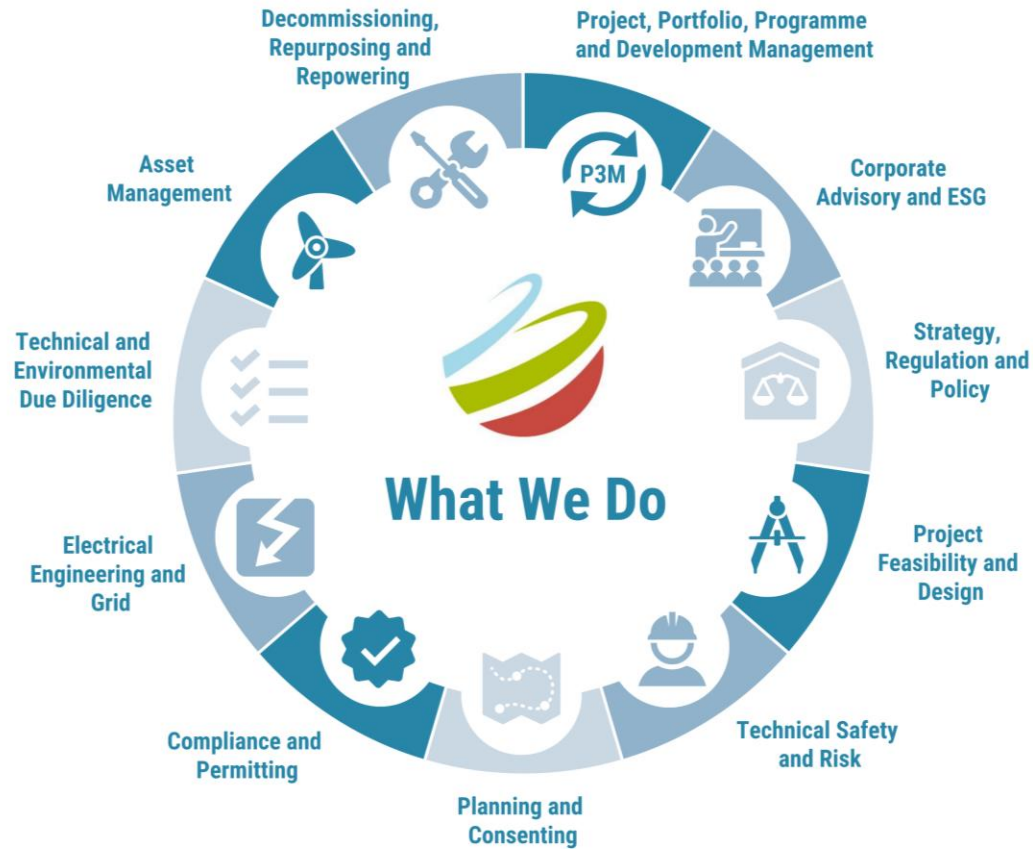 Decommissioning,
Repurposing and
Repowering
Project, Portfolio, Programme
and Development Management
P3M
Asset
Management
Corporate
Advisory and ESG
Technical and
Environmental
Due Diligence
Strategy,
Regulation and
Policy
What We Do
Electrical
Engineering and
Grid
Project
Feasibility and
Design
Compliance and
Permitting
Technical Safety
and Risk
Planning and
Consenting